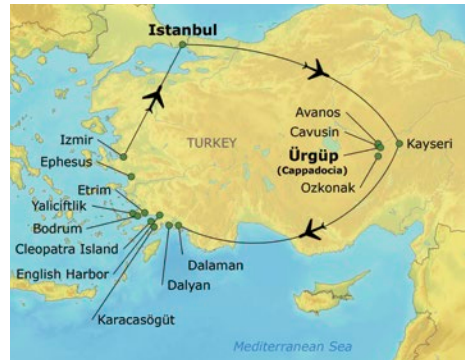 Istanbul
Avanos
Cavusin
Kayseri
TURKEY
Izmir
Ürgüp
(Cappadocia)
Ephesus
Ozkonak
Etrim
Yaliciftlik
Bodrum
Cleopatra Island
English Harbor
Dalaman
Dalyan
Karacasögüt
Mediterranean Sea